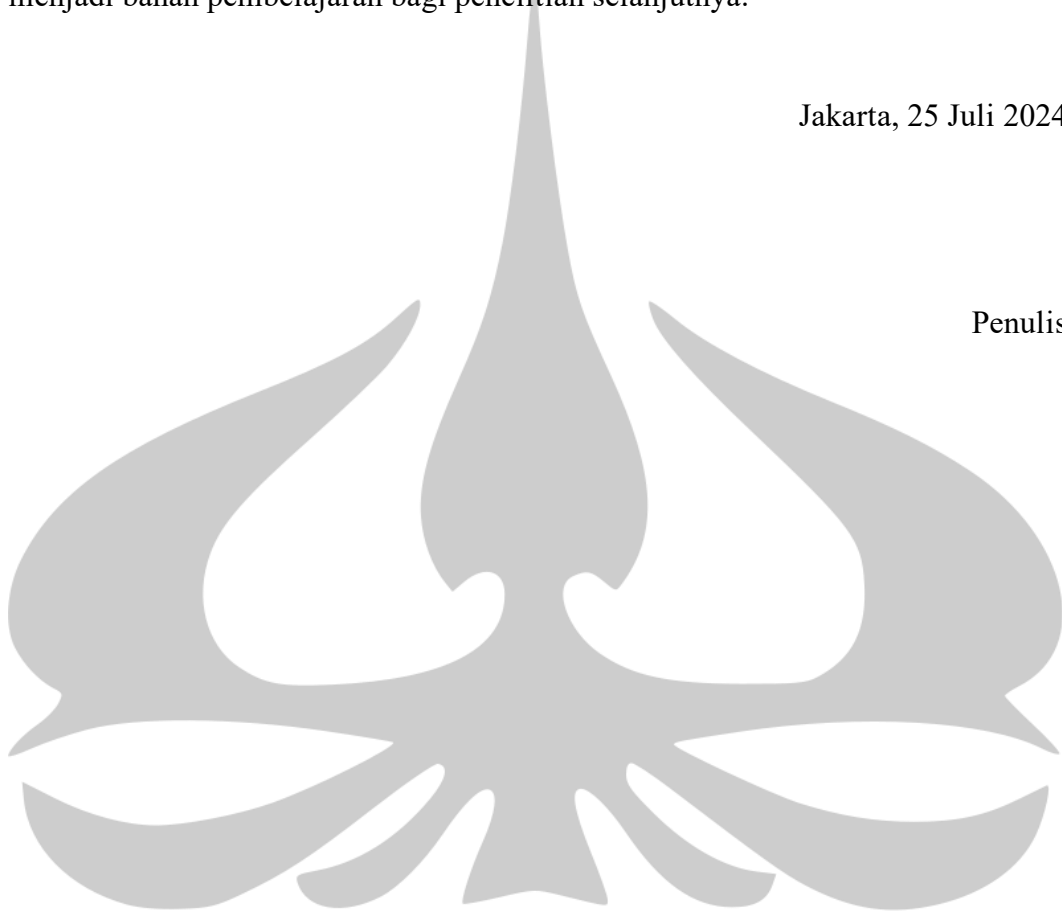 menjadi bahan pembelajaran bagi penelitian selanjutnya.
Jakarta, 25 Juli 2024
Penulis